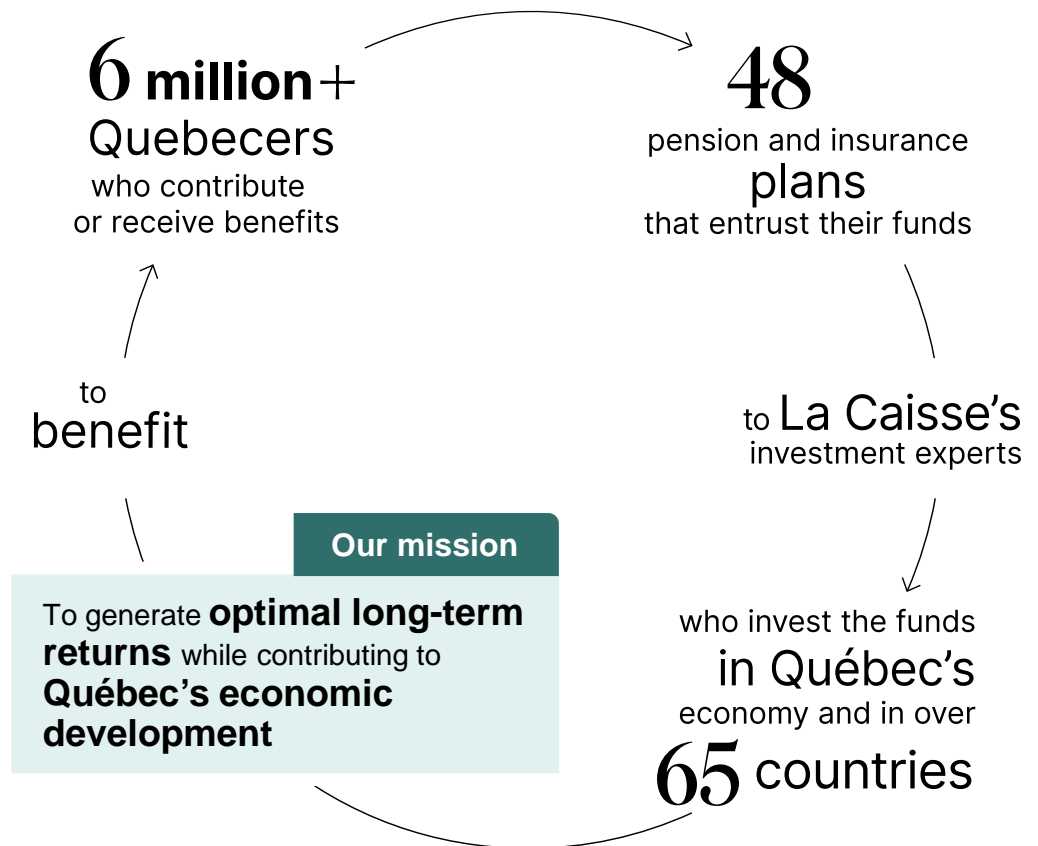 6 million+
Quebecers
who contribute
or receive benefits
48
pension and insurance
plans
that entrust their funds
to La Caisse’s
investment experts
who invest the funds
in Québec’s
economy and in over
65 countries
Our mission
To generate optimal long-term
returns while contributing to
Québec’s economic
development
to
benefit